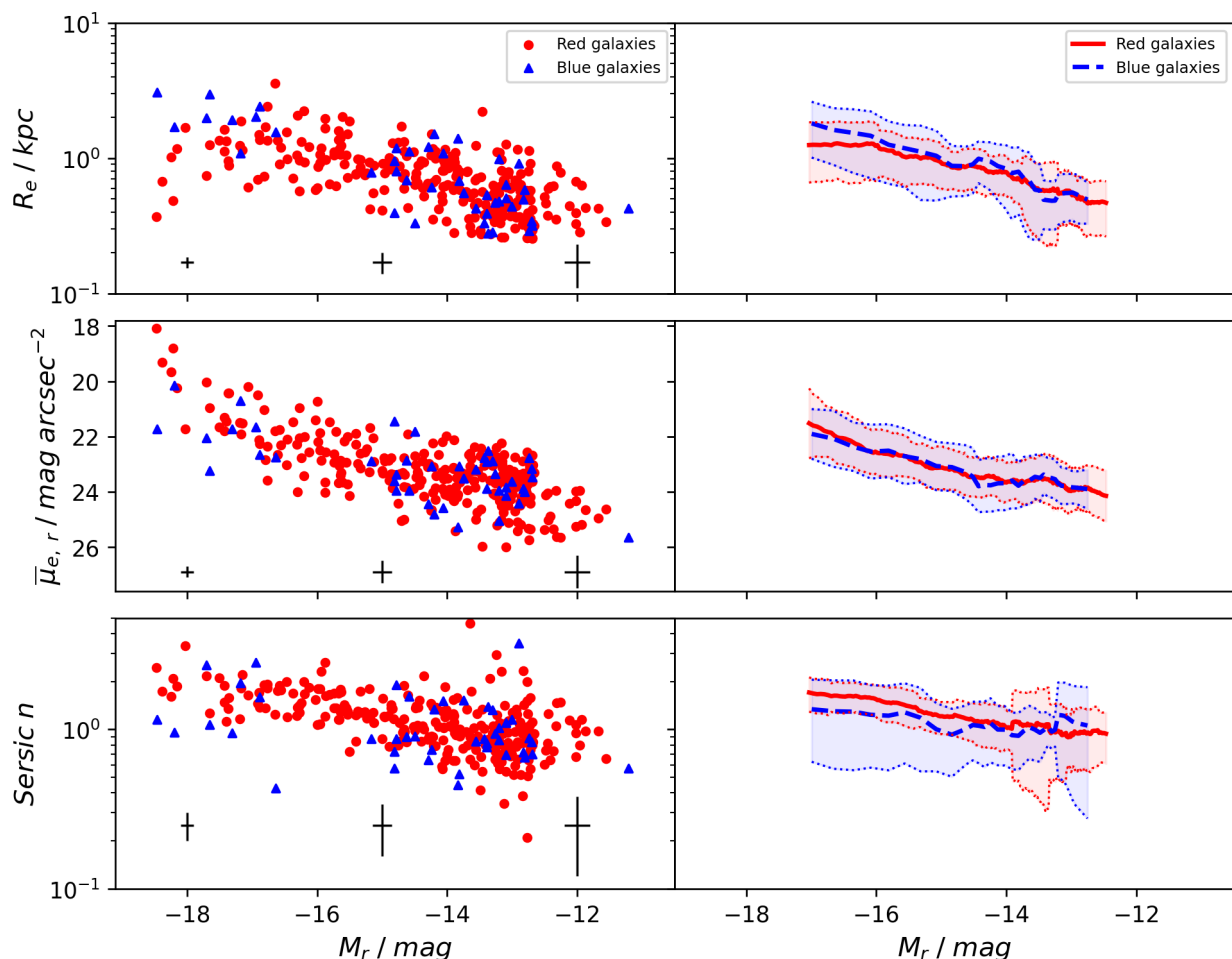 10¹
10⁰
10⁻¹
R_e / kpc
Red galaxies
Blue galaxies
Red galaxies
Blue galaxies
18
20
22
24
26
μ̅_{e, r} / mag arcsec⁻²
10⁰
10⁻¹
Sersic n
−18 −16 −14 −12
−18 −16 −14 −12
M_r / mag
M_r / mag